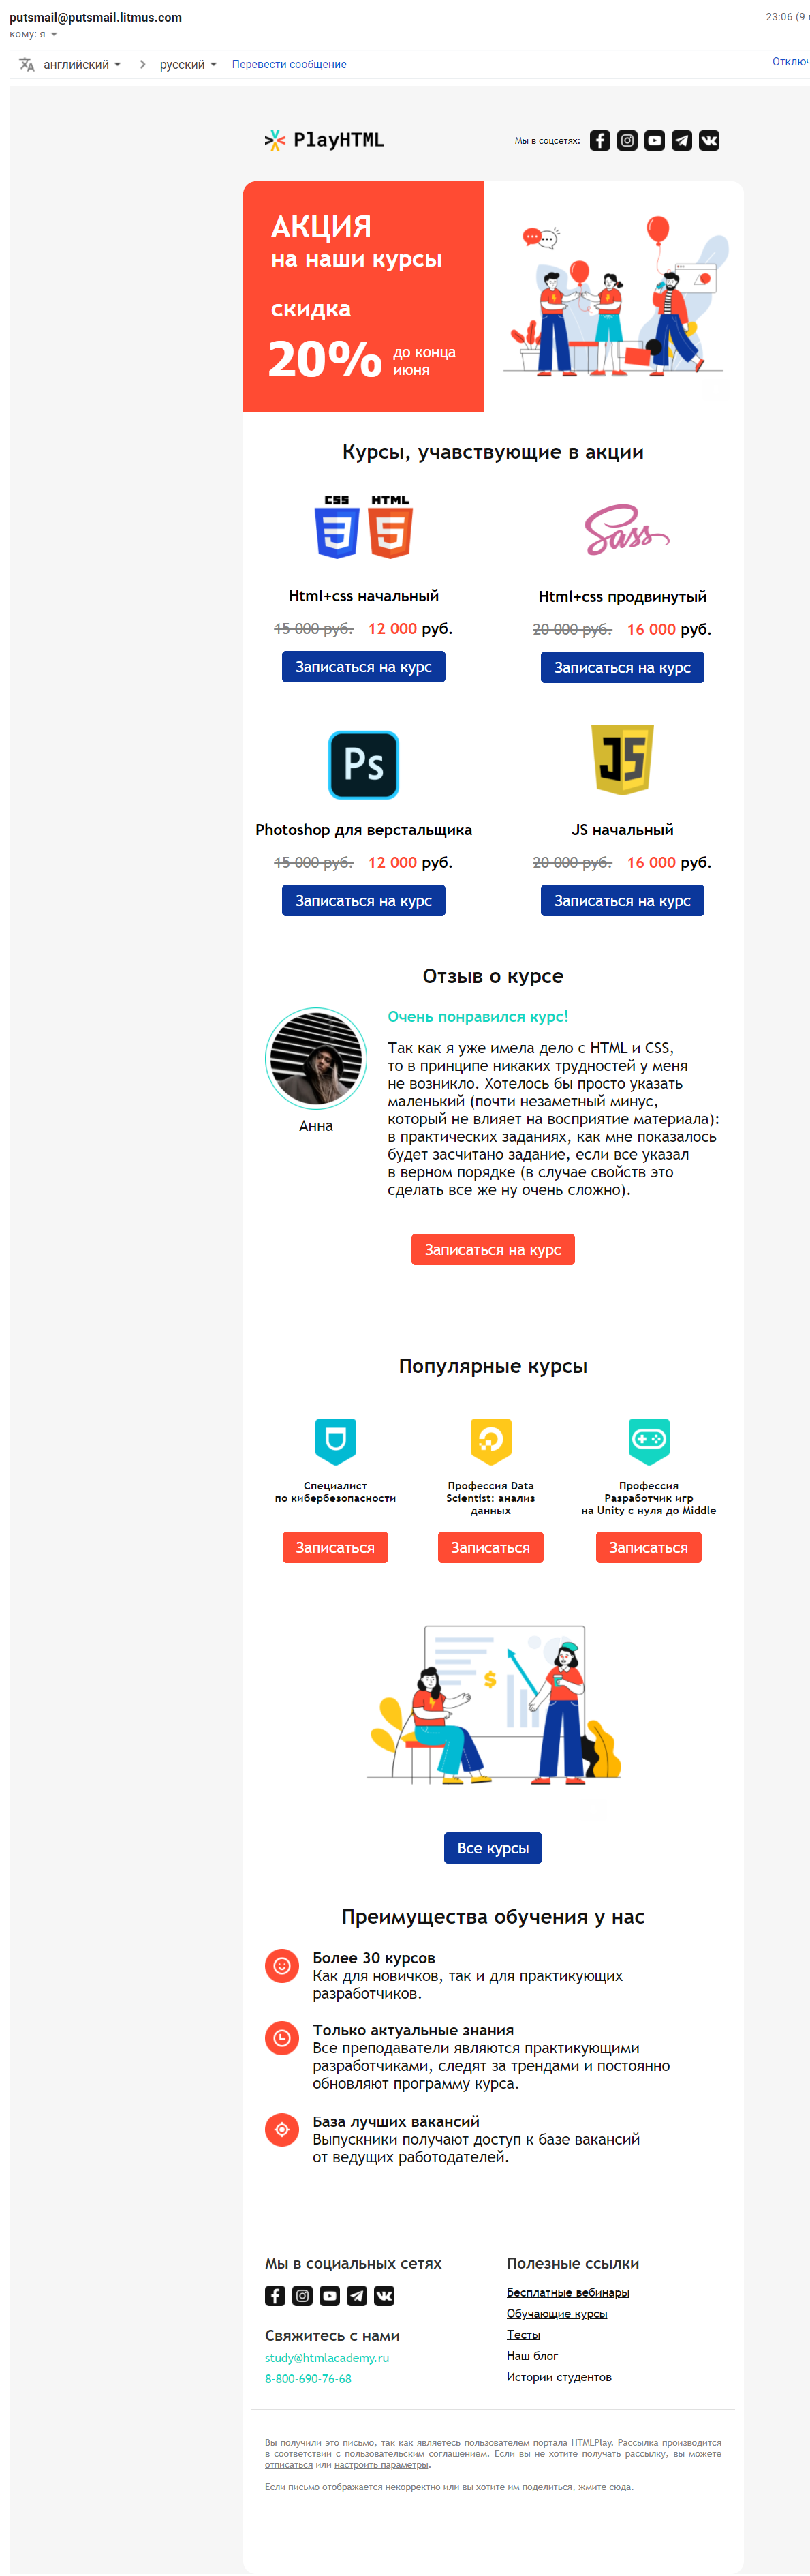 putsmail@putsmail.litmus.com
23:06 (9
кому: я
английский > русский Перевести сообщение
Отключ
PlayHTML
Мы в соцсетях:
АКЦИЯ
на наши курсы
скидка
20% до конца
июня
Курсы, учавствующие в акции
CSS HTML
3 5
Sass
Html+css начальный
Html+css продвинутый
15 000 руб. 12 000 руб.
20 000 руб. 16 000 руб.
Записаться на курс
Записаться на курс
Ps
JS
Photoshop для верстальщика
JS начальный
15 000 руб. 12 000 руб.
20 000 руб. 16 000 руб.
Записаться на курс
Записаться на курс
Отзыв о курсе
Очень понравился курс!
Так как я уже имела дело с HTML и CSS,
то в принципе никаких трудностей у меня
не возникло. Хотелось бы просто указать
маленький (почти незаметный минус,
который не влияет на восприятие материала):
в практических заданиях, как мне показалось
будет засчитано задание, если все указал
в верном порядке (в случае свойств это
сделать все же ну очень сложно).
Анна
Записаться на курс
Популярные курсы
Специалист
по кибербезопасности
Профессия Data
Scientist: анализ
данных
Профессия
Разработчик игр
на Unity с нуля до Middle
Записаться
Записаться
Записаться
$
Все курсы
Преимущества обучения у нас
Более 30 курсов
Как для новичков, так и для практикующих
разработчиков.
Только актуальные знания
Все преподаватели являются практикующими
разработчиками, следят за трендами и постоянно
обновляют программу курса.
База лучших вакансий
Выпускники получают доступ к базе вакансий
от ведущих работодателей.
Мы в социальных сетях
Свяжитесь с нами
study@htmlacademy.ru
8-800-690-76-68
Полезные ссылки
Бесплатные вебинары
Обучающие курсы
Тесты
Наш блог
Истории студентов
Вы получили это письмо, так как являетесь пользователем портала HTMLPlay. Рассылка производится
в соответствии с пользовательским соглашением. Если вы не хотите получать рассылку, вы можете
отписаться или настроить параметры.
Если письмо отображается некорректно или вы хотите им поделиться, жмите сюда.